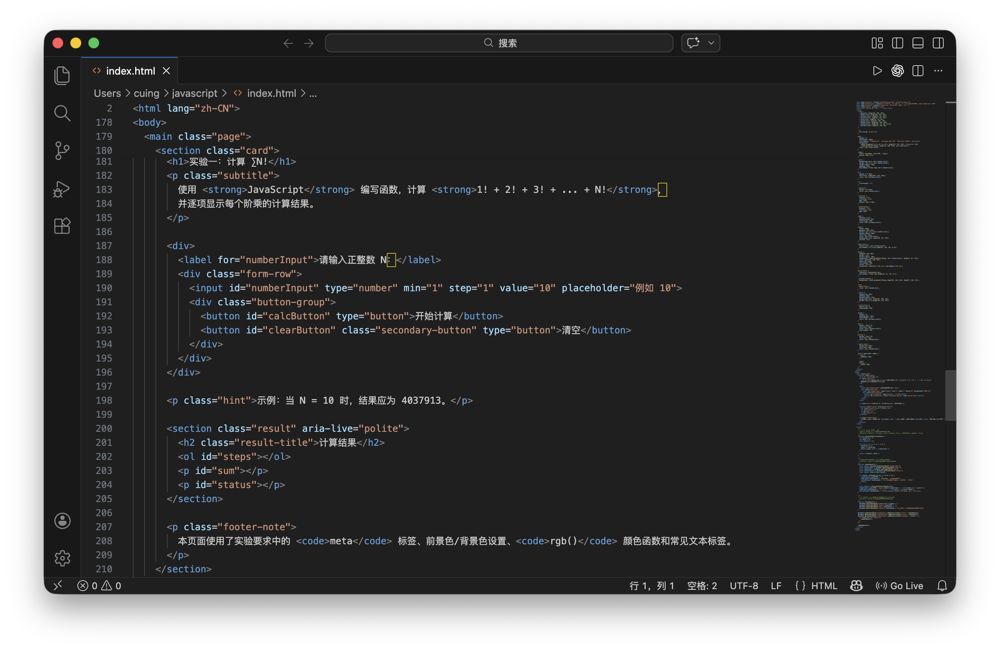 搜索
index.html
Users > cuing > javascript > index.html > ...
2 <html lang="zh-CN">
178 <body>
179 <main class="page">
180 <section class="card">
181 <h1>实验一：计算 ∑N!</h1>
182 <p class="subtitle">
183 使用 <strong>JavaScript</strong> 编写函数，计算 <strong>1! + 2! + 3! + ... + N!</strong>，
184 并逐项显示每个阶乘的计算结果。
185 </p>
186
187 <div>
188 <label for="numberInput">请输入正整数 N：</label>
189 <div class="form-row">
190 <input id="numberInput" type="number" min="1" step="1" value="10" placeholder="例如 10">
191 <div class="button-group">
192 <button id="calcButton" type="button">开始计算</button>
193 <button id="clearButton" class="secondary-button" type="button">清空</button>
194 </div>
195 </div>
196 </div>
197
198 <p class="hint">示例：当 N = 10 时，结果应为 4037913。</p>
199
200 <section class="result" aria-live="polite">
201 <h2 class="result-title">计算结果</h2>
202 <ol id="steps"></ol>
203 <p id="sum"></p>
204 <p id="status"></p>
205 </section>
206
207 <p class="footer-note">
208 本页面使用了实验要求中的 <code>meta</code> 标签、前景色/背景色设置、<code>rgb()</code> 颜色函数和常见文本标签。
209 </p>
210 </section>
0 0 行 1，列 1 空格: 2 UTF-8 LF {} HTML Go Live